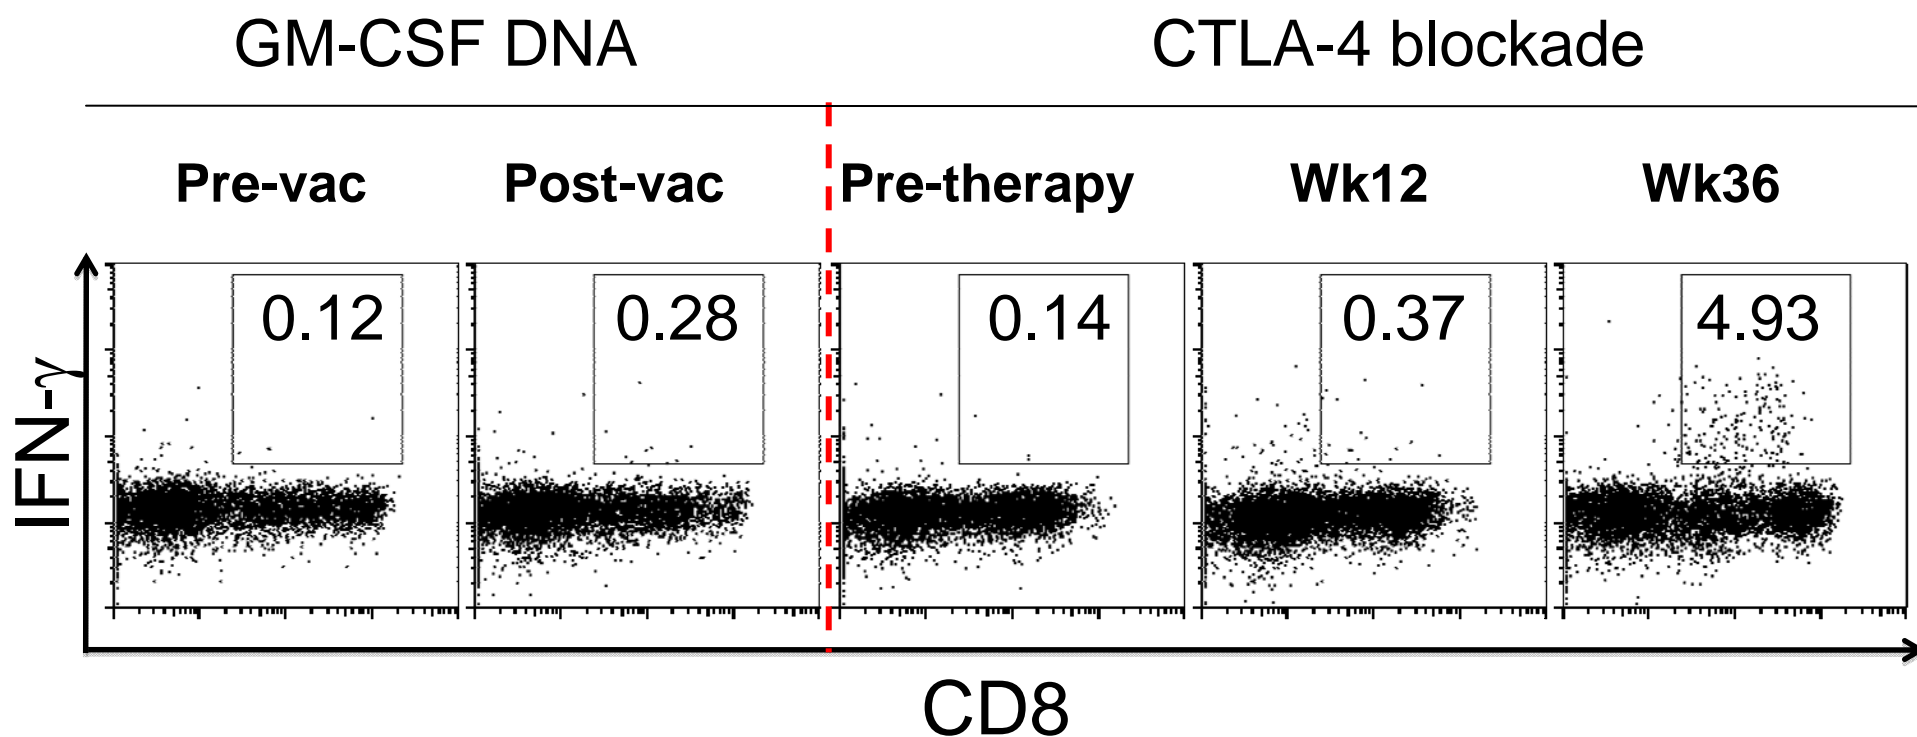 GM-CSF DNA CTLA-4 blockade
Pre-vac Post-vac Pre-therapy Wk12 Wk36
0.12 0.28 0.14 0.37 4.93
IFN-γ
CD8